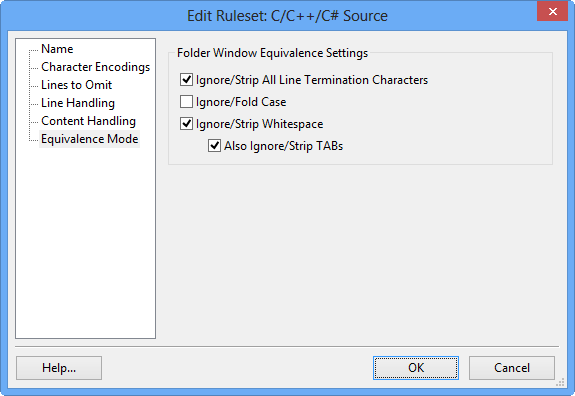 Edit Ruleset: C/C++/C# Source
Name
Character Encodings
Lines to Omit
Line Handling
Content Handling
Equivalence Mode
Folder Window Equivalence Settings
Ignore/Strip All Line Termination Characters
Ignore/Fold Case
Ignore/Strip Whitespace
Also Ignore/Strip TABs
Help...
OK
Cancel